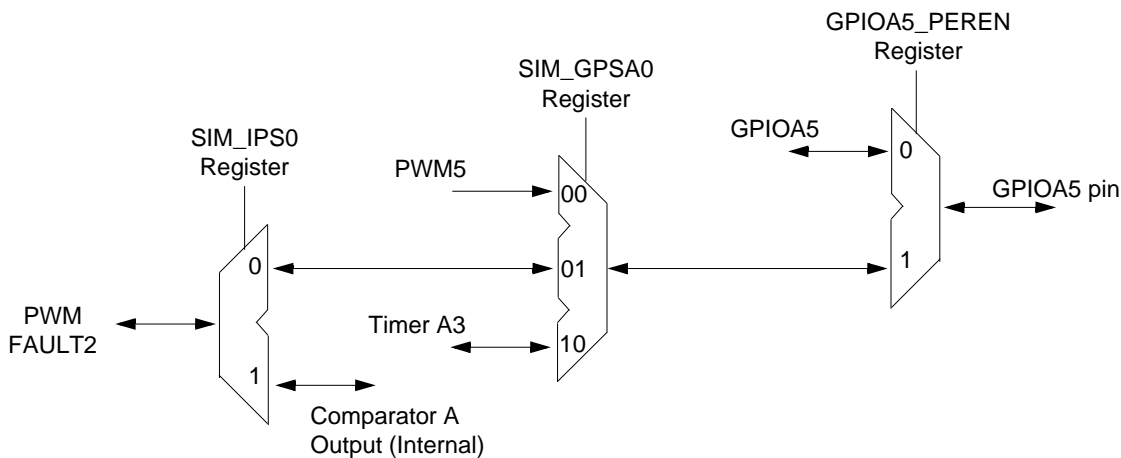 GPIOA5_PEREN
Register
SIM_GPSA0
Register
SIM_IPS0
Register
GPIOA5
0
PWM5
00
GPIOA5 pin
0
01
1
PWM
FAULT2
Timer A3
10
1
Comparator A
Output (Internal)